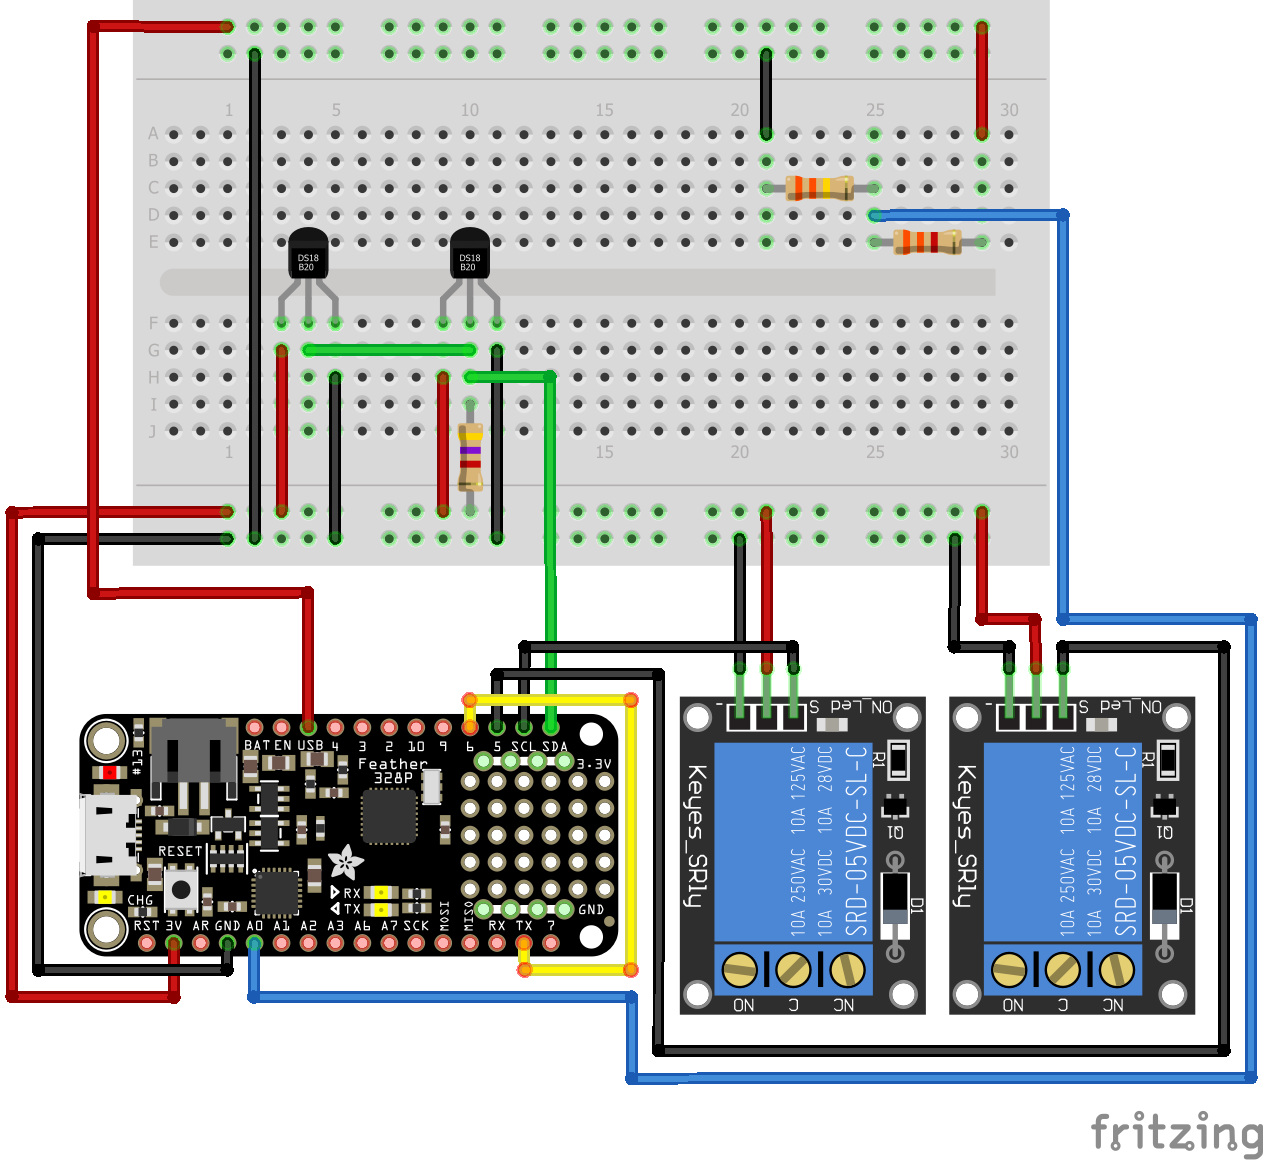 1 5 10 15 20 25 30
A
B
C
D
E
DS18
B20
DS18
B20
F
G
H
I
J
1 15 20 25 30
BAT EN USB 4 3 2 10 9 6 5 SCL SDA
Feather
328P
3.3V
#13
RESET
CHG
RX
TX
GND
RST 3V AR GND A0 A1 A2 A3 A6 A7 SCK MOSI MISO RX TX 7
- S ON_Led
Keyes_SRly
R1
Q1
D1
10A 250VAC 10A 125VAC
10A 30VDC 10A 28VDC
SRD-05VDC-SL-C
NO C NC
- S ON_Led
Keyes_SRly
R1
Q1
D1
10A 250VAC 10A 125VAC
10A 30VDC 10A 28VDC
SRD-05VDC-SL-C
NO C NC
fritzing